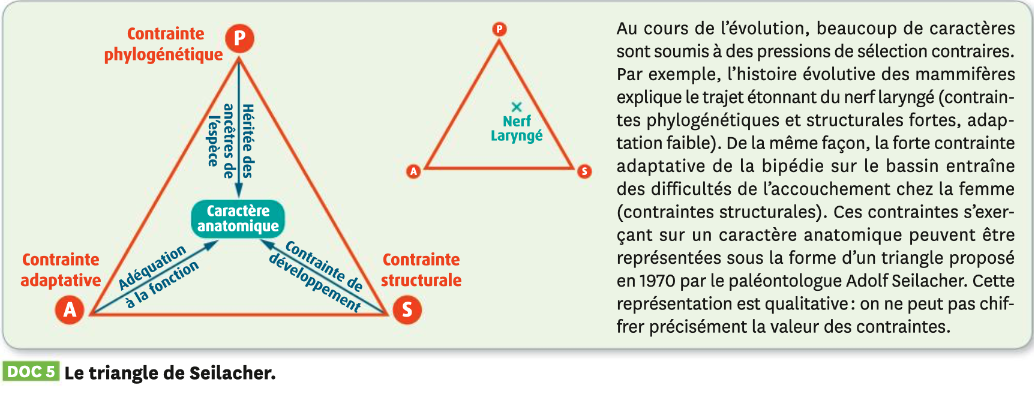 Contrainte
phylogénétique
P
Héritée des
ancêtres de
l'espèce
Caractère
anatomique
Adéquation
à la fonction
Contrainte de
développement
Contrainte
adaptative
A
Contrainte
structurale
S
P
Nerf
Laryngé
A
S
Au cours de l'évolution, beaucoup de caractères
sont soumis à des pressions de sélection contraires.
Par exemple, l'histoire évolutive des mammifères
explique le trajet étonnant du nerf laryngé (contrain-
tes phylogénétiques et structurales fortes, adap-
tation faible). De la même façon, la forte contrainte
adaptative de la bipédie sur le bassin entraîne
des difficultés de l'accouchement chez la femme
(contraintes structurales). Ces contraintes s'exer-
çant sur un caractère anatomique peuvent être
représentées sous la forme d'un triangle proposé
en 1970 par le paléontologue Adolf Seilacher. Cette
représentation est qualitative : on ne peut pas chif-
frer précisément la valeur des contraintes.
DOC 5 Le triangle de Seilacher.